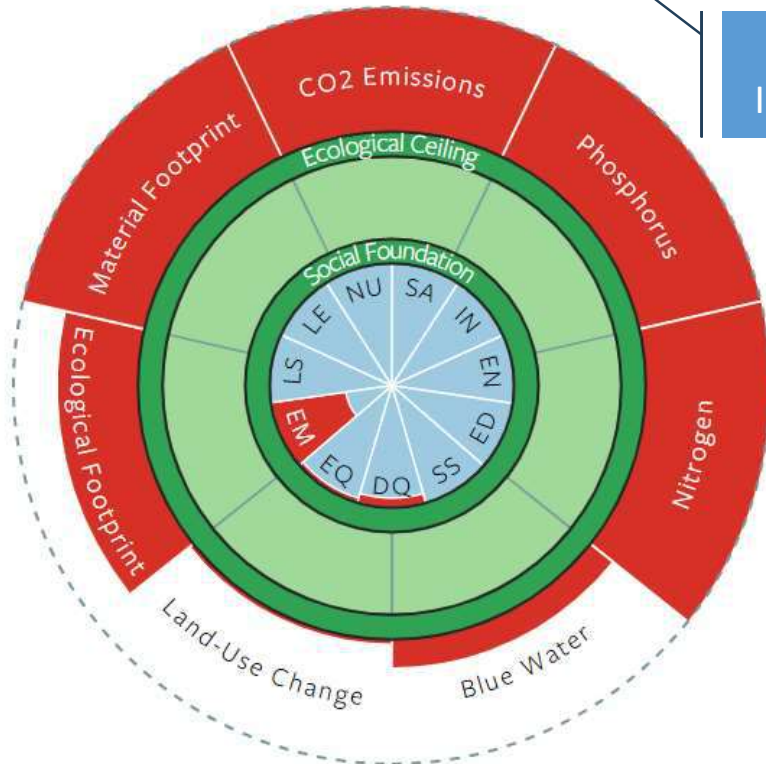 CO2 Emissions
Phosphorus
Nitrogen
Blue Water
Land-Use Change
Ecological Footprint
Material Footprint
Ecological Ceiling
Social Foundation
SA
IN
EN
ED
SS
DQ
EQ
EM
LS
LE
NU